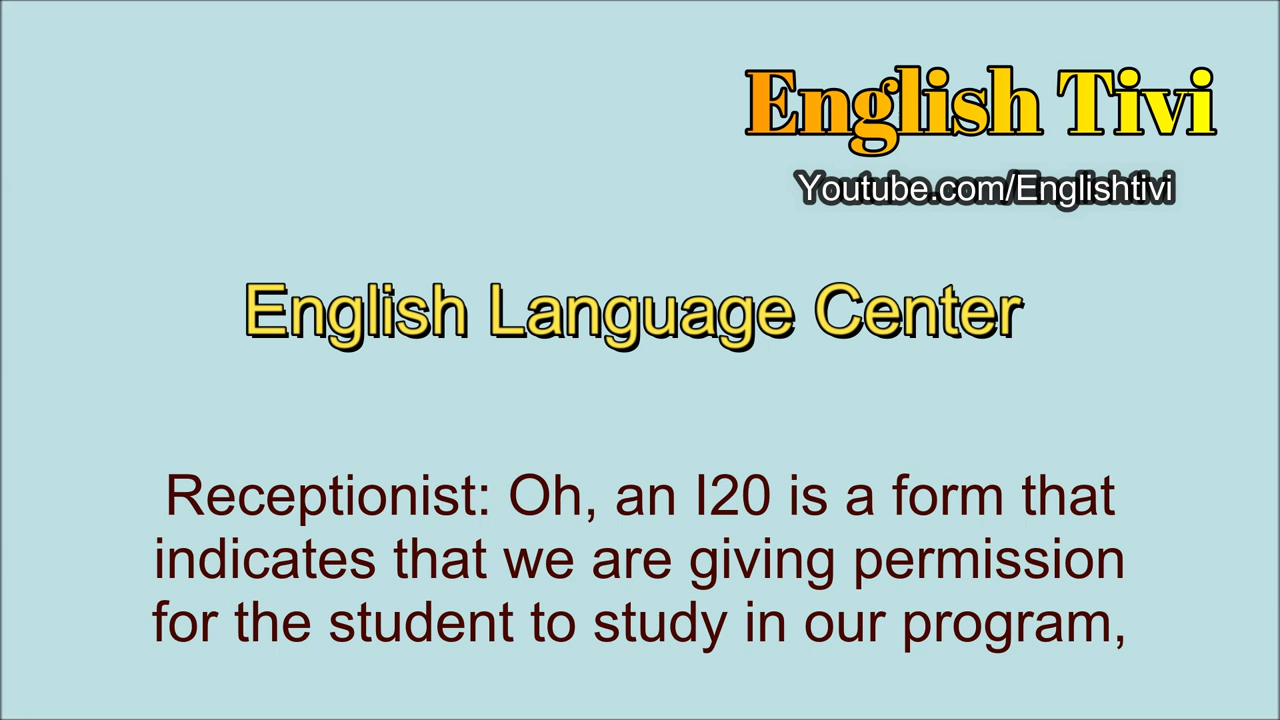 English Tivi
Youtube.com/Englishtivi
English Language Center
Receptionist: Oh, an I20 is a form that
indicates that we are giving permission
for the student to study in our program,